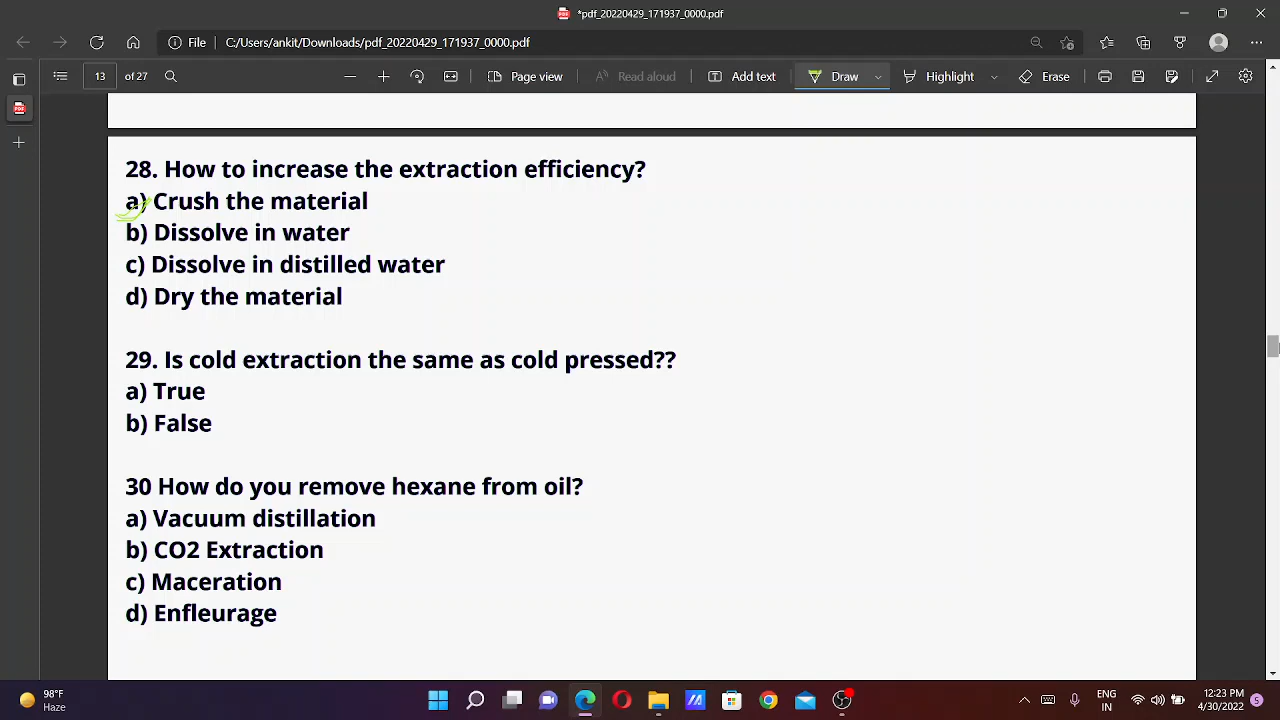 *pdf_20220429_171937_0000.pdf
File C:/Users/ankit/Downloads/pdf_20220429_171937_0000.pdf
13 of 27 Page view Read aloud Add text Draw Highlight Erase
28. How to increase the extraction efficiency?
a) Crush the material
b) Dissolve in water
c) Dissolve in distilled water
d) Dry the material
29. Is cold extraction the same as cold pressed??
a) True
b) False
30 How do you remove hexane from oil?
a) Vacuum distillation
b) CO2 Extraction
c) Maceration
d) Enfleurage
98°F
Haze
ENG
IN
12:23 PM
4/30/2022
5